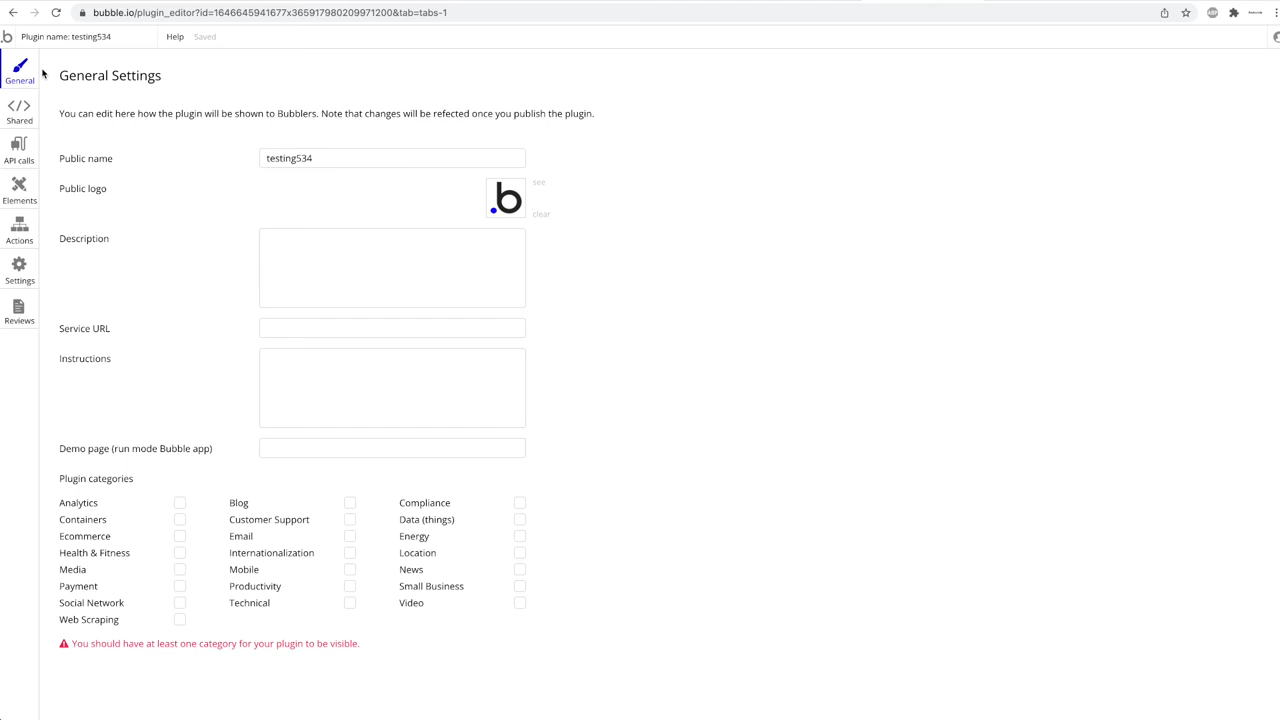 bubble.io/plugin_editor?id=1646645941677x365917980209971200&tab=tabs-1
Plugin name: testing534 Help Saved
General
Shared
API calls
Elements
Actions
Settings
Reviews
General Settings
You can edit here how the plugin will be shown to Bubblers. Note that changes will be refected once you publish the plugin.
Public name testing534
Public logo .b see
clear
Description
Service URL
Instructions
Demo page (run mode Bubble app)
Plugin categories
Analytics Blog Compliance
Containers Customer Support Data (things)
Ecommerce Email Energy
Health & Fitness Internationalization Location
Media Mobile News
Payment Productivity Small Business
Social Network Technical Video
Web Scraping
You should have at least one category for your plugin to be visible.